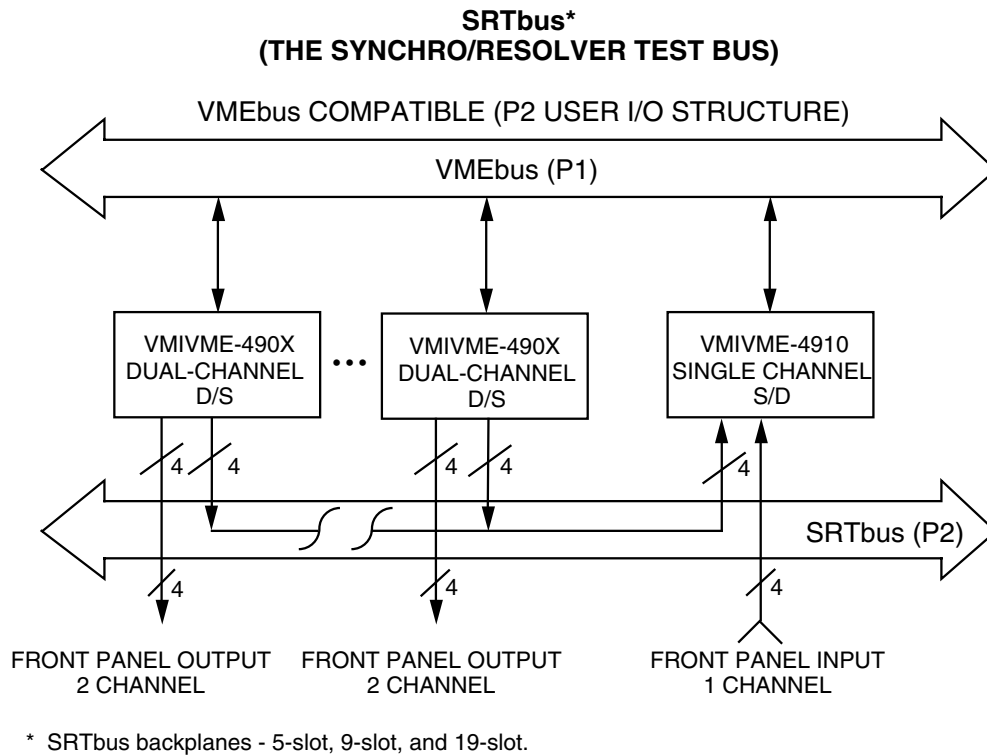 SRTbus*
(THE SYNCHRO/RESOLVER TEST BUS)
VMEbus COMPATIBLE (P2 USER I/O STRUCTURE)
VMEbus (P1)
VMIVME-490X
DUAL-CHANNEL
D/S
•••
VMIVME-490X
DUAL-CHANNEL
D/S
VMIVME-4910
SINGLE CHANNEL
S/D
4
4
4
4
4
SRTbus (P2)
4
4
4
FRONT PANEL OUTPUT
2 CHANNEL
FRONT PANEL OUTPUT
2 CHANNEL
FRONT PANEL INPUT
1 CHANNEL
* SRTbus backplanes - 5-slot, 9-slot, and 19-slot.